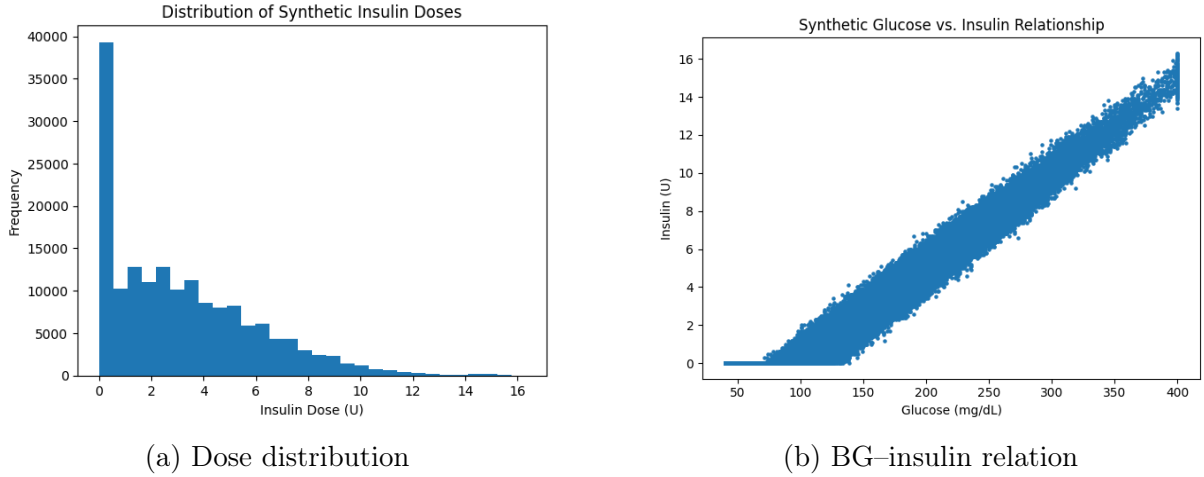 Distribution of Synthetic Insulin Doses
40000
35000
30000
25000
20000
15000
10000
5000
0
Frequency
0 2 4 6 8 10 12 14 16
Insulin Dose (U)
(a) Dose distribution
Synthetic Glucose vs. Insulin Relationship
16
14
12
10
8
6
4
2
0
Insulin (U)
50 100 150 200 250 300 350 400
Glucose (mg/dL)
(b) BG–insulin relation